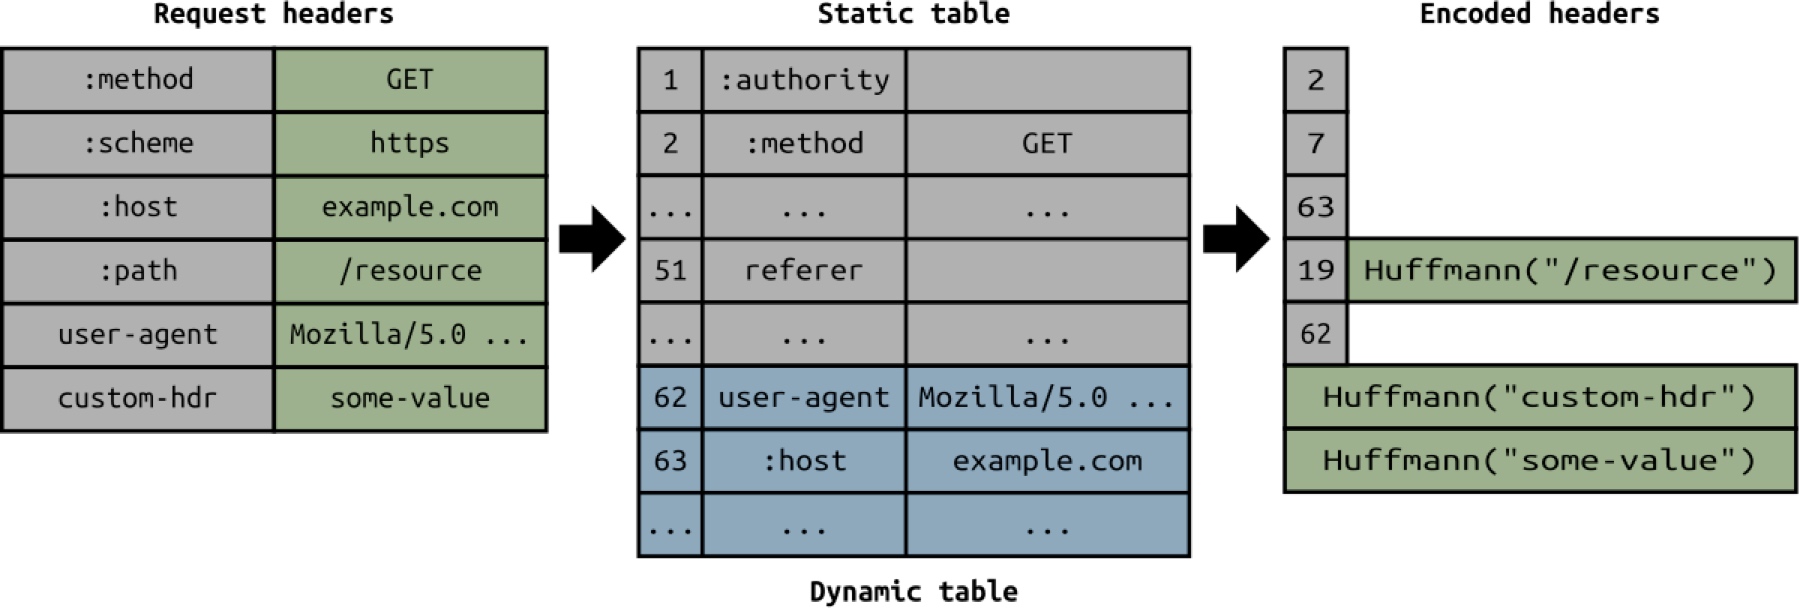 Request headers
:method GET
:scheme https
:host example.com
:path /resource
user-agent Mozilla/5.0 ...
custom-hdr some-value
Static table
1 :authority
2 :method GET
... ... ...
51 referer
... ... ...
62 user-agent Mozilla/5.0 ...
63 :host example.com
... ... ...
Dynamic table
Encoded headers
2
7
63
19 Huffmann("/resource")
62
Huffmann("custom-hdr")
Huffmann("some-value")